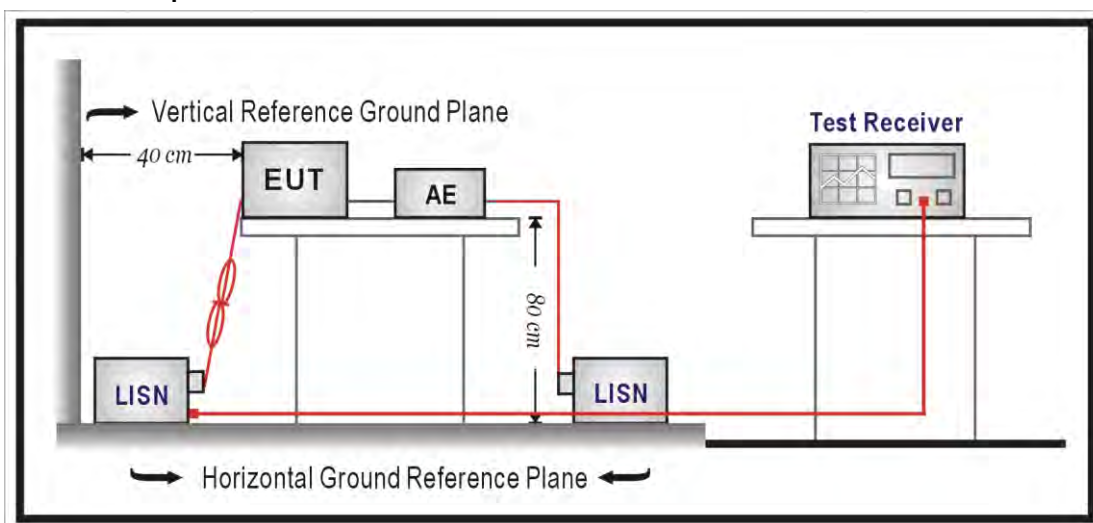 Vertical Reference Ground Plane
40 cm
EUT
AE
Test Receiver
80 cm
LISN
LISN
Horizontal Ground Reference Plane